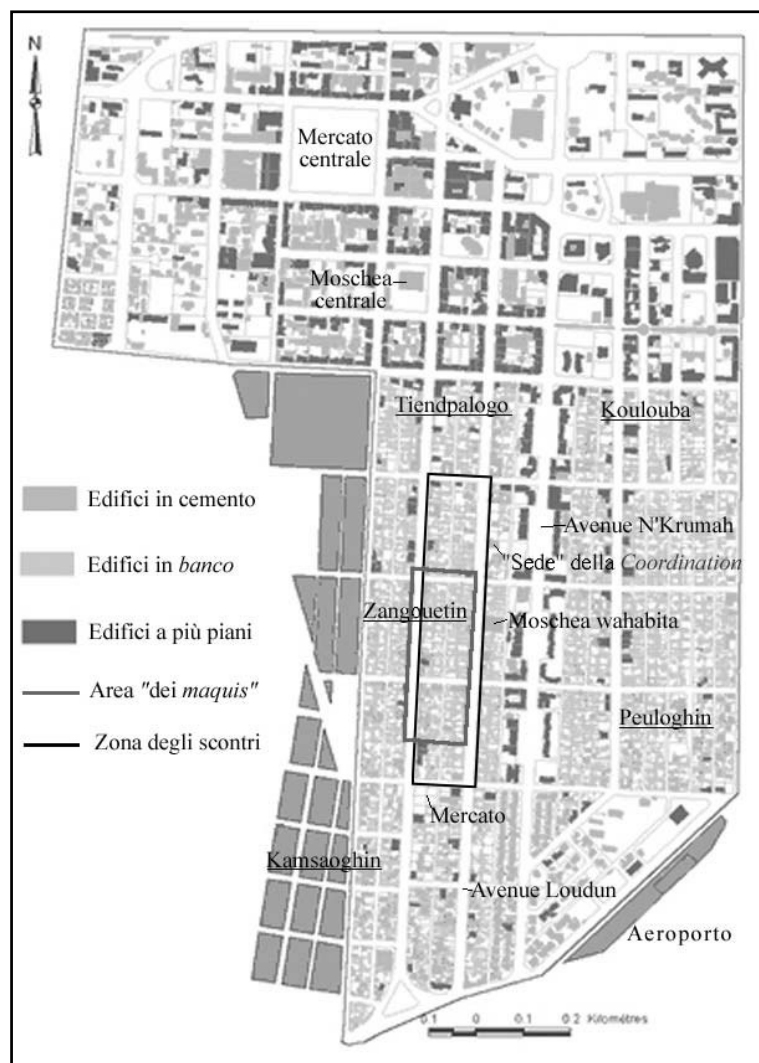 N
Mercato
centrale
Moschea
centrale
Tiendpalogo
Koulouba
Edifici in cemento
Avenue N'Krumah
"Sede" della Coordination
Edifici in banco
Zangouetin
Moschea wahabita
Edifici a più piani
Area "dei maquis"
Peuloghin
Zona degli scontri
Mercato
Kamsaoghin
Avenue Loudun
Aeroporto
0.1 0 0.1 0.2 Kilométres